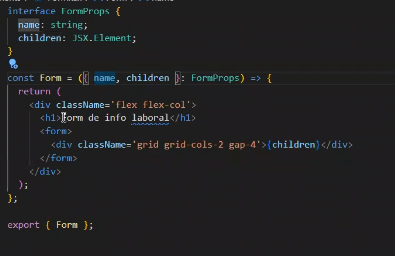 interface FormProps {
name: string;
children: JSX.Element;
}
const Form = ({ name, children }: FormProps) => {
return (
<div className='flex flex-col'>
<h1>form de info laboral</h1>
<form>
<div className='grid grid-cols-2 gap-4'>{children}</div>
</form>
</div>
);
};
export { Form };